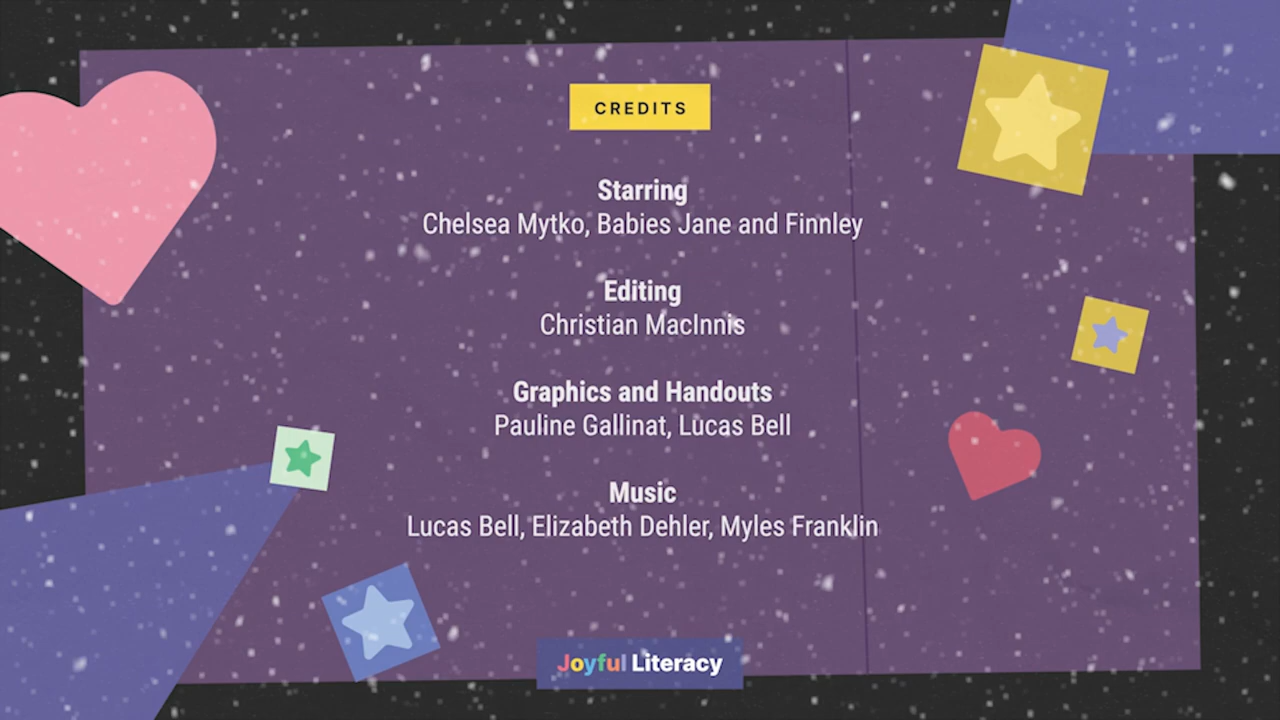 CREDITS
Starring
Chelsea Mytko, Babies Jane and Finnley
Editing
Christian MacInnis
Graphics and Handouts
Pauline Gallinat, Lucas Bell
Music
Lucas Bell, Elizabeth Dehler, Myles Franklin
Joyful Literacy